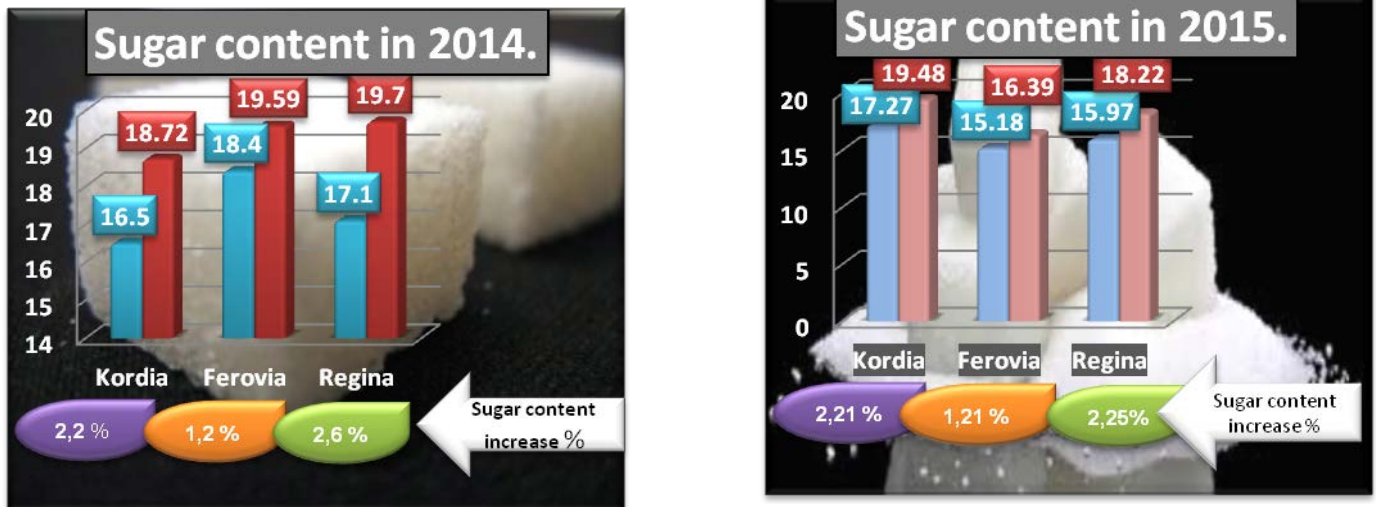 Sugar content in 2014.
20
19
18
17
16
15
14
16.5
18.72
18.4
19.59
17.1
19.7
Kordia Ferovia Regina
2,2 % 1,2 % 2,6 %
Sugar content
increase %
Sugar content in 2015.
20
15
10
5
0
17.27
19.48
15.18
16.39
15.97
18.22
Kordia Ferovia Regina
2,21 % 1,21 % 2,25%
Sugar content
increase %